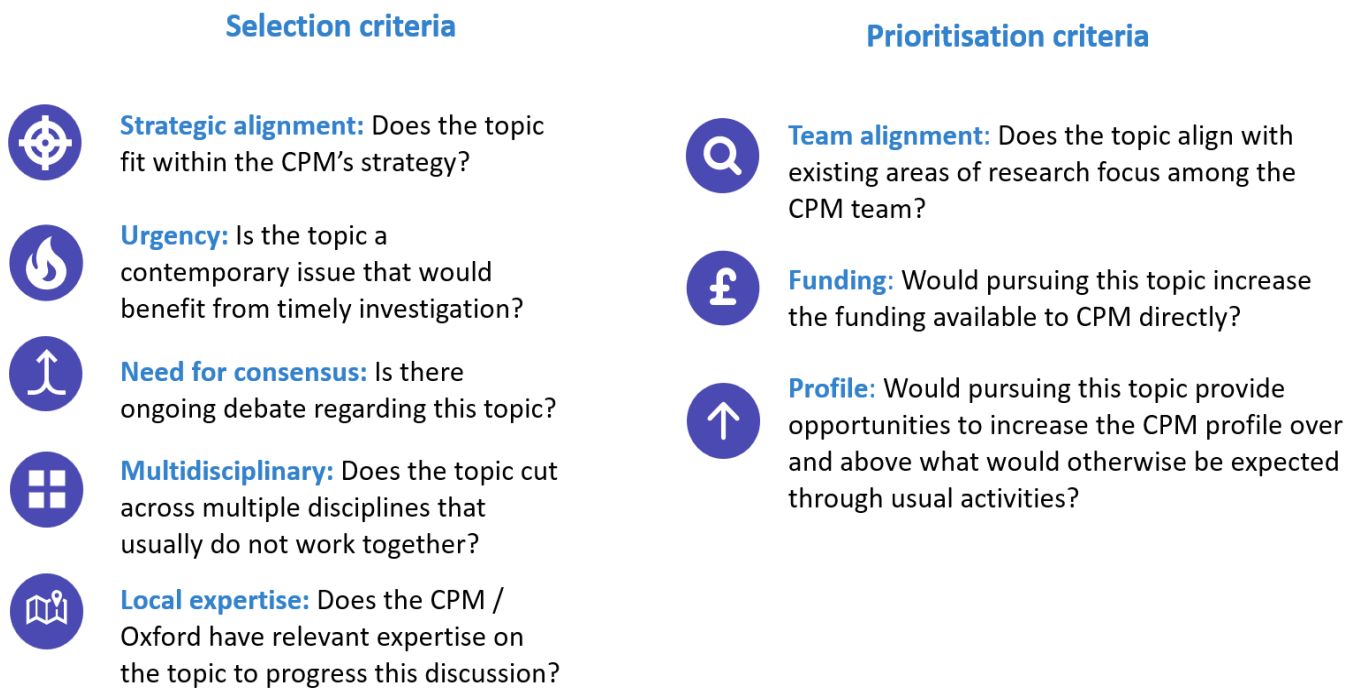 Selection criteria
Strategic alignment: Does the topic
fit within the CPM's strategy?
Urgency: Is the topic a
contemporary issue that would
benefit from timely investigation?
Need for consensus: Is there
ongoing debate regarding this topic?
Multidisciplinary: Does the topic cut
across multiple disciplines that
usually do not work together?
Local expertise: Does the CPM /
Oxford have relevant expertise on
the topic to progress this discussion?
Prioritisation criteria
Team alignment: Does the topic align with
existing areas of research focus among the
CPM team?
£
Funding: Would pursuing this topic increase
the funding available to CPM directly?
Profile: Would pursuing this topic provide
opportunities to increase the CPM profile over
and above what would otherwise be expected
through usual activities?